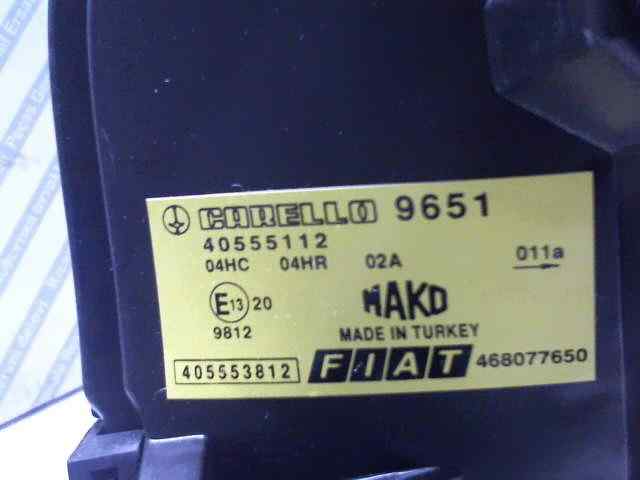 CARELLO 9651
40555112
04HC 04HR 02A 011a
E13 20
9812
MAKO
MADE IN TURKEY
405553812 FIAT 468077650